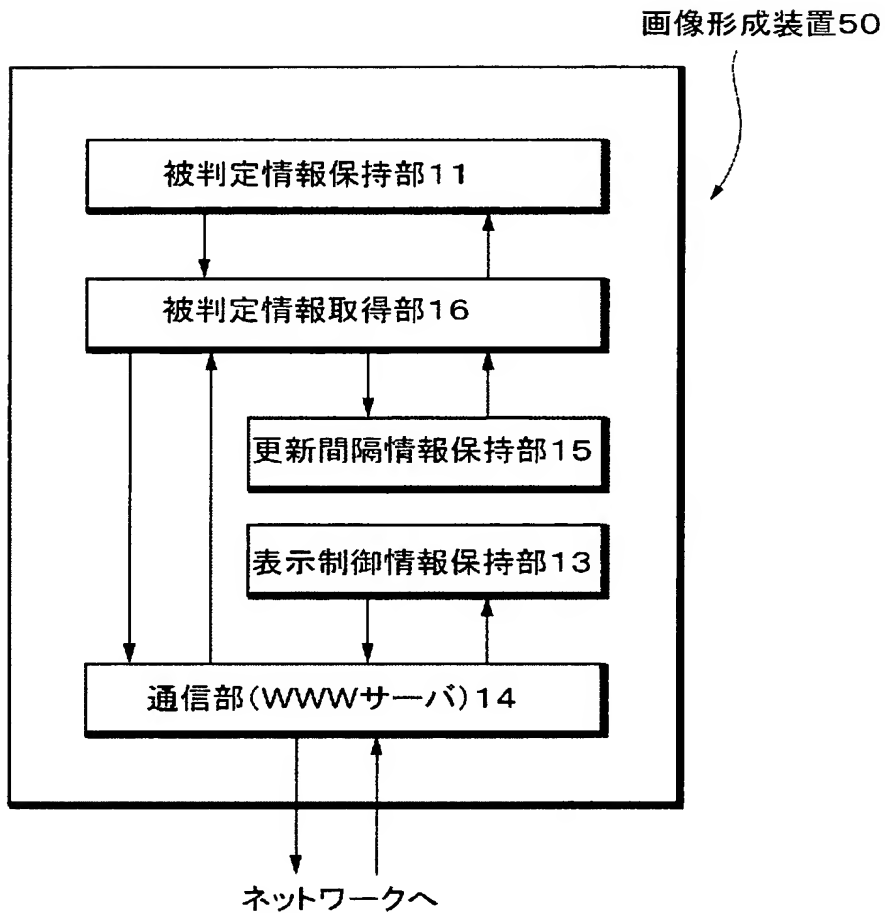 画像形成装置50
被判定情報保持部11
被判定情報取得部16
更新間隔情報保持部15
表示制御情報保持部13
通信部(WWWサーバ)14
ネットワークへ